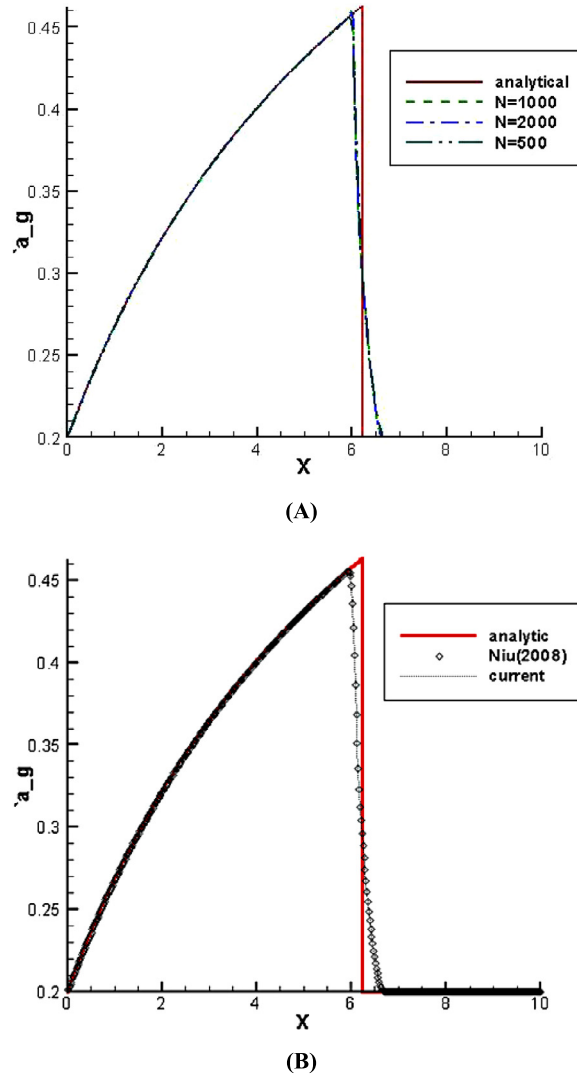 0.45
0.4
0.35
0.3
0.25
0.2
`a_g
0 2 4 6 8 10
X
analytical
N=1000
N=2000
N=500
(A)
0.45
0.4
0.35
0.3
0.25
0.2
`a_g
0 2 4 6 8 10
X
analytic
Niu(2008)
current
(B)